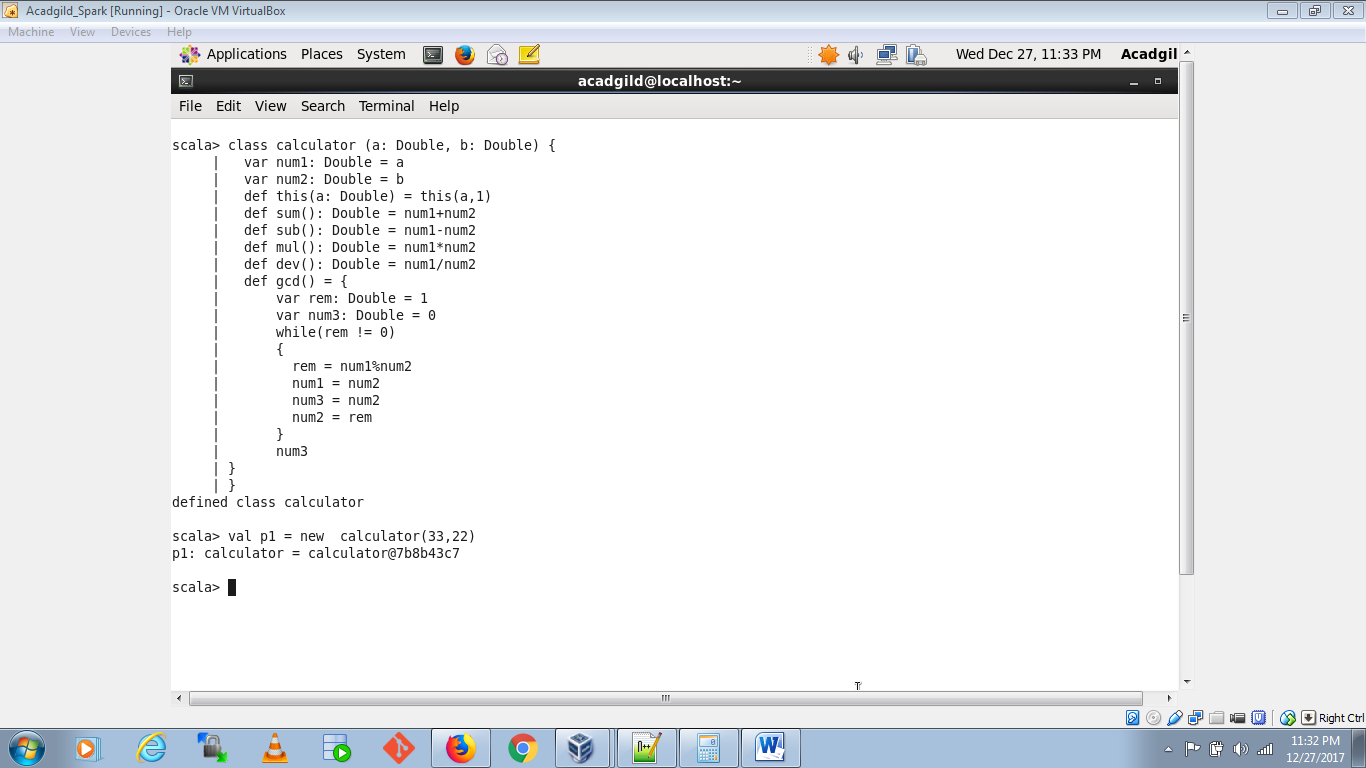 Acadgild_Spark [Running] - Oracle VM VirtualBox
Machine View Devices Help
Applications Places System Wed Dec 27, 11:33 PM Acadgil
acadgild@localhost:~
File Edit View Search Terminal Help
scala> class calculator (a: Double, b: Double) {
     |   var num1: Double = a
     |   var num2: Double = b
     |   def this(a: Double) = this(a,1)
     |   def sum(): Double = num1+num2
     |   def sub(): Double = num1-num2
     |   def mul(): Double = num1*num2
     |   def dev(): Double = num1/num2
     |   def gcd() = {
     |       var rem: Double = 1
     |       var num3: Double = 0
     |       while(rem != 0)
     |       {
     |         rem = num1%num2
     |         num1 = num2
     |         num3 = num2
     |         num2 = rem
     |       }
     |       num3
     | }
     | }
defined class calculator
scala> val p1 = new  calculator(33,22)
p1: calculator = calculator@7b8b43c7
scala>
Right Ctrl
11:32 PM
12/27/2017